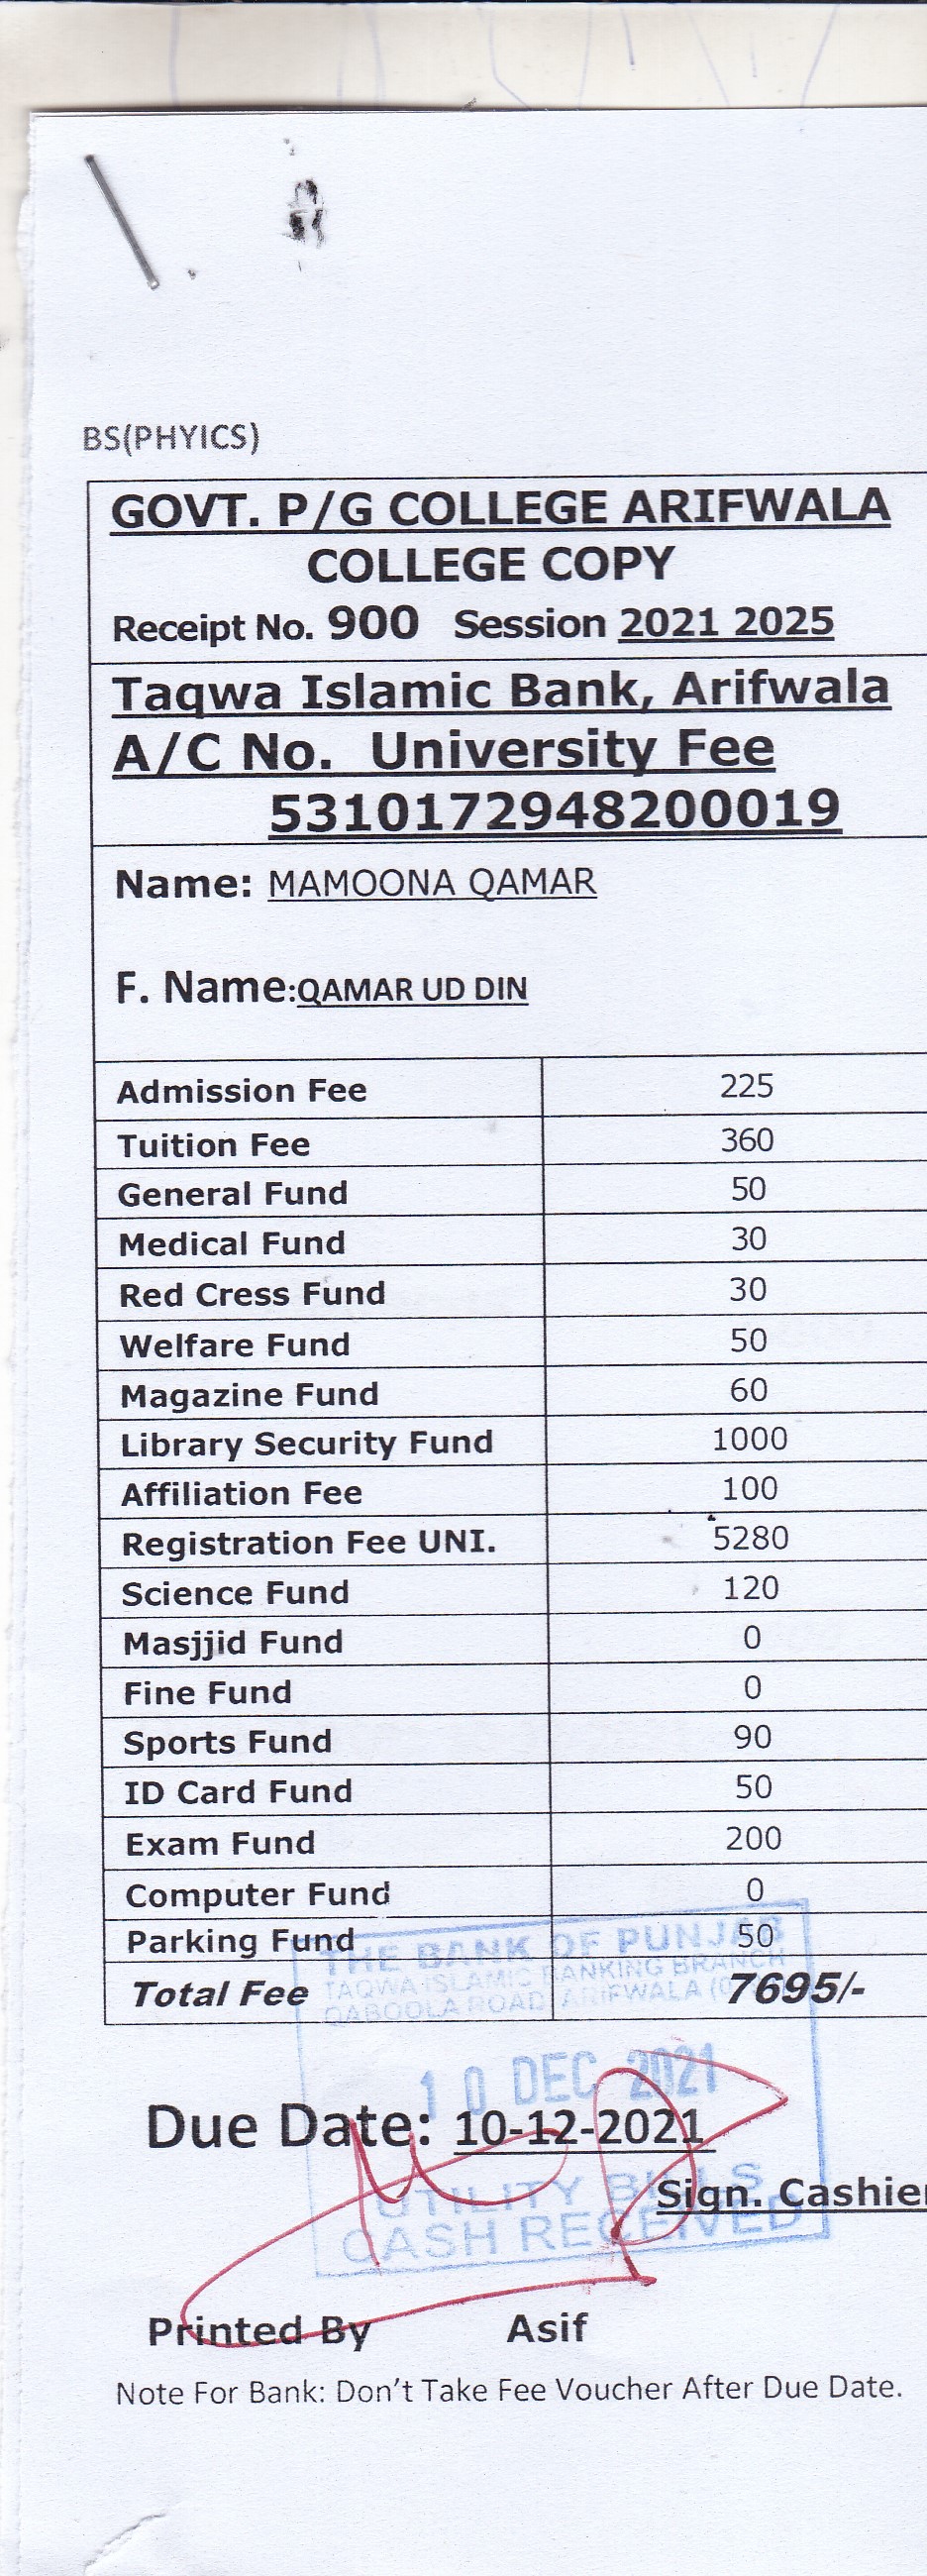 BS(PHYICS)
GOVT. P/G COLLEGE ARIFWALA
COLLEGE COPY
Receipt No. 900 Session 2021 2025
Taqwa Islamic Bank, Arifwala
A/C No. University Fee
5310172948200019
Name: MAMOONA QAMAR
F. Name:QAMAR UD DIN
Admission Fee 225
Tuition Fee 360
General Fund 50
Medical Fund 30
Red Cress Fund 30
Welfare Fund 50
Magazine Fund 60
Library Security Fund 1000
Affiliation Fee 100
Registration Fee UNI. 5280
Science Fund 120
Masjjid Fund 0
Fine Fund 0
Sports Fund 90
ID Card Fund 50
Exam Fund 200
Computer Fund 0
Parking Fund 50
THE BANK OF PUNJAB
TAQWA ISLAMIC BANKING BRANCH
QABOOLA ROAD ARIFWALA
Total Fee 7695/-
10 DEC 2021
Due Date: 10-12-2021
UTILITY BILLS
Sign. Cashier
CASH RECEIVED
Printed By Asif
Note For Bank: Don't Take Fee Voucher After Due Date.